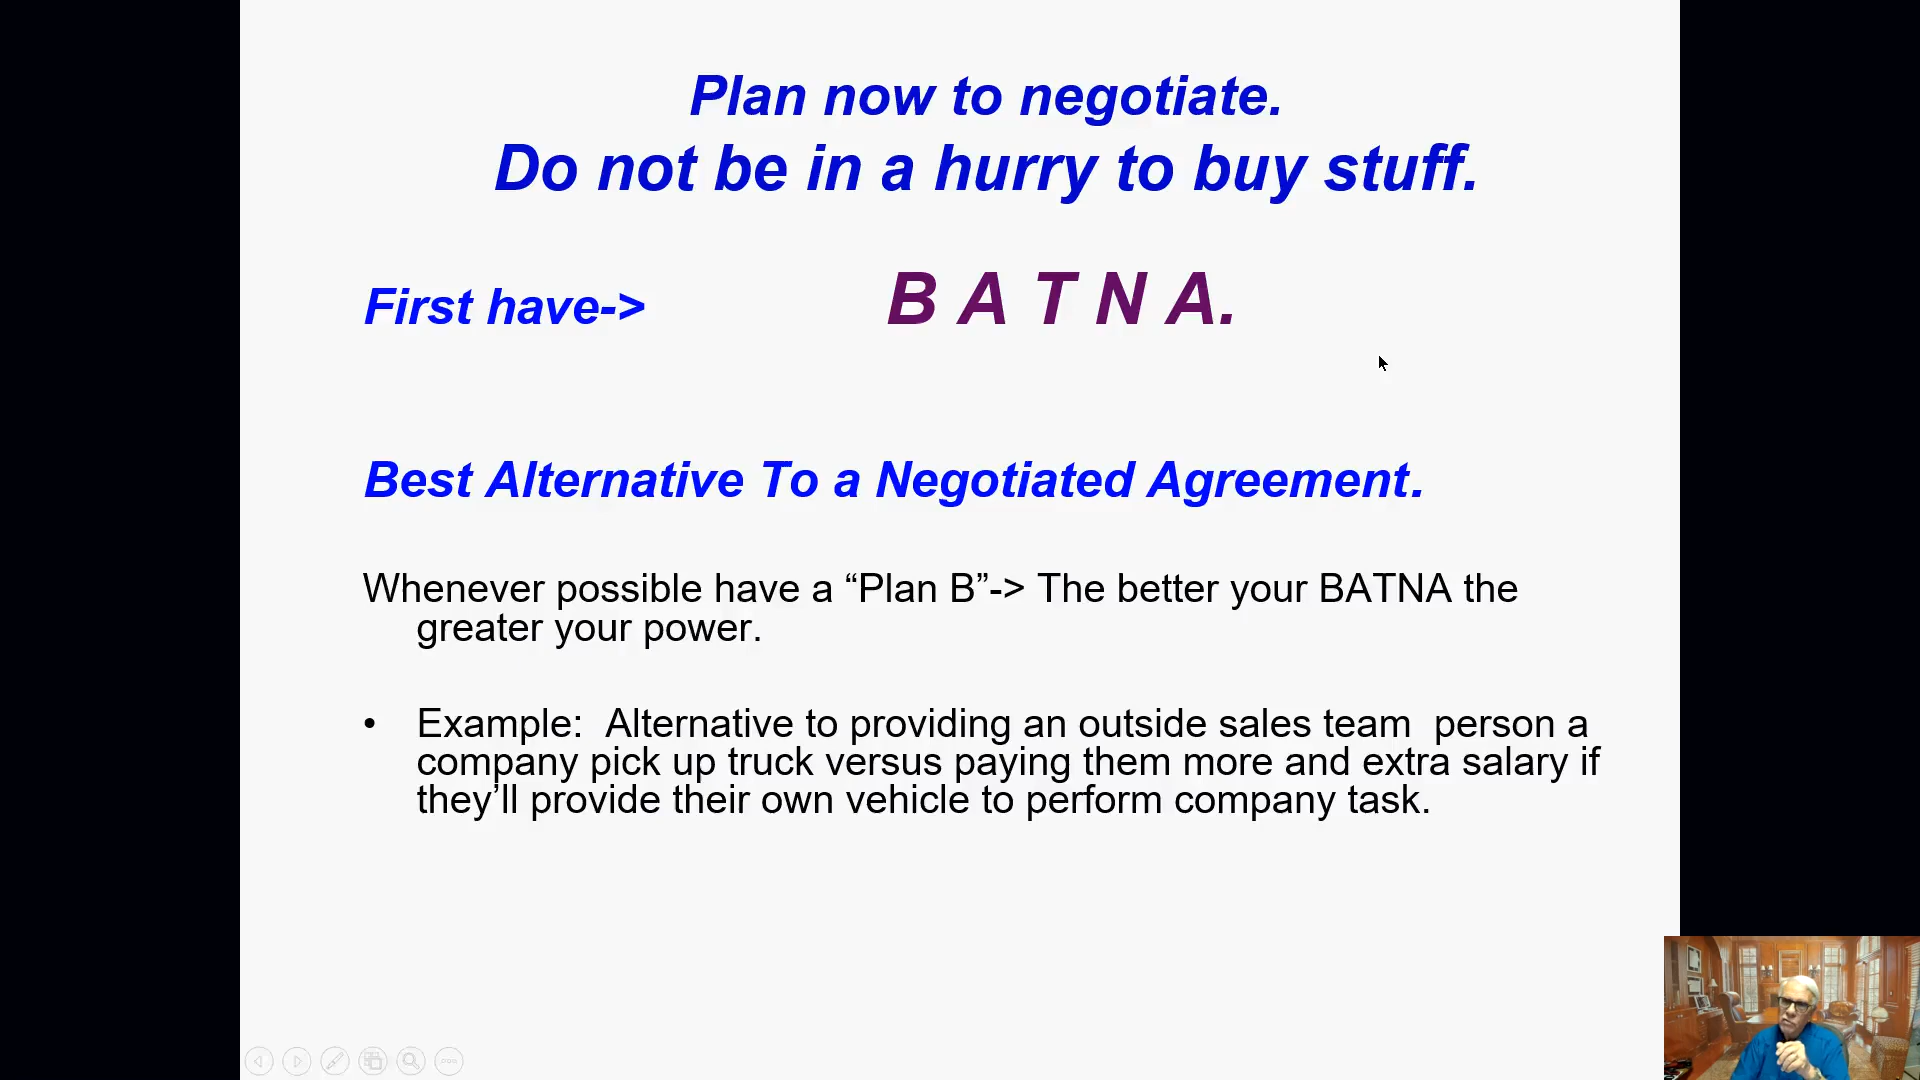 Plan now to negotiate.
Do not be in a hurry to buy stuff.
First have-> B A T N A.
Best Alternative To a Negotiated Agreement.
Whenever possible have a “Plan B”-> The better your BATNA the
greater your power.
• Example:  Alternative to providing an outside sales team  person a
company pick up truck versus paying them more and extra salary if
they’ll provide their own vehicle to perform company task.